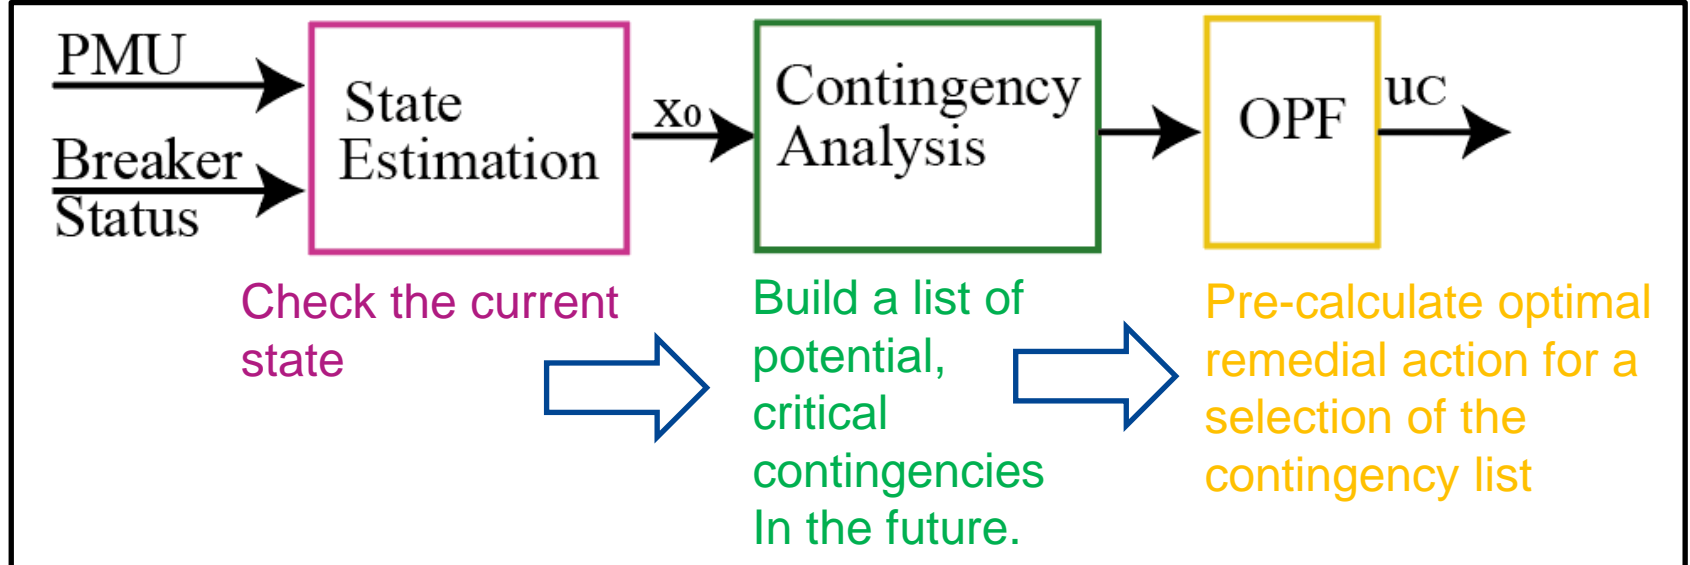 PMU
Breaker
Status
State
Estimation
x₀
Contingency
Analysis
OPF
uc
Check the current
state
Build a list of
potential,
critical
contingencies
In the future.
Pre-calculate optimal
remedial action for a
selection of the
contingency list